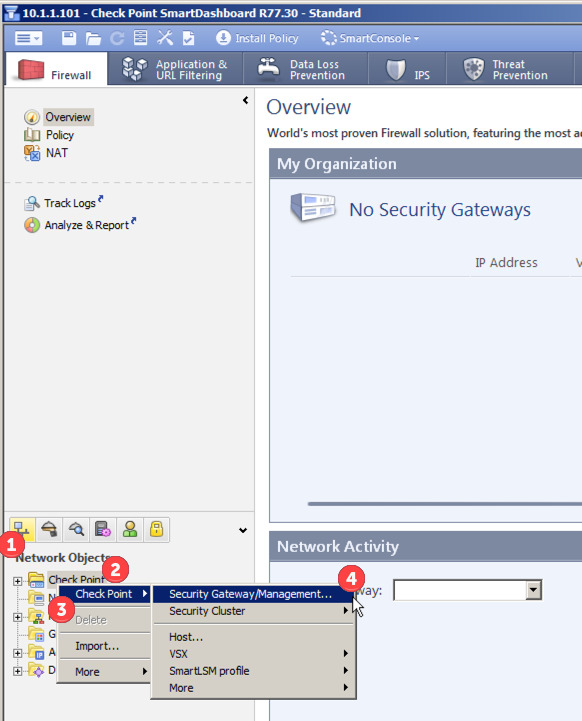 10.1.1.101 - Check Point SmartDashboard R77.30 - Standard
Install Policy SmartConsole
Firewall
Application &
URL Filtering
Data Loss
Prevention
IPS
Threat
Prevention
Overview
Policy
NAT
Track Logs
Analyze & Report
Overview
World's most proven Firewall solution, featuring the most
My Organization
No Security Gateways
IP Address V
1
Network Objects
Check Point
2
N
G
A
D
Check Point
3
Delete
Import...
More
Security Gateway/Management...
4
Security Cluster
Host...
VSX
SmartLSM profile
More
Network Activity
way: